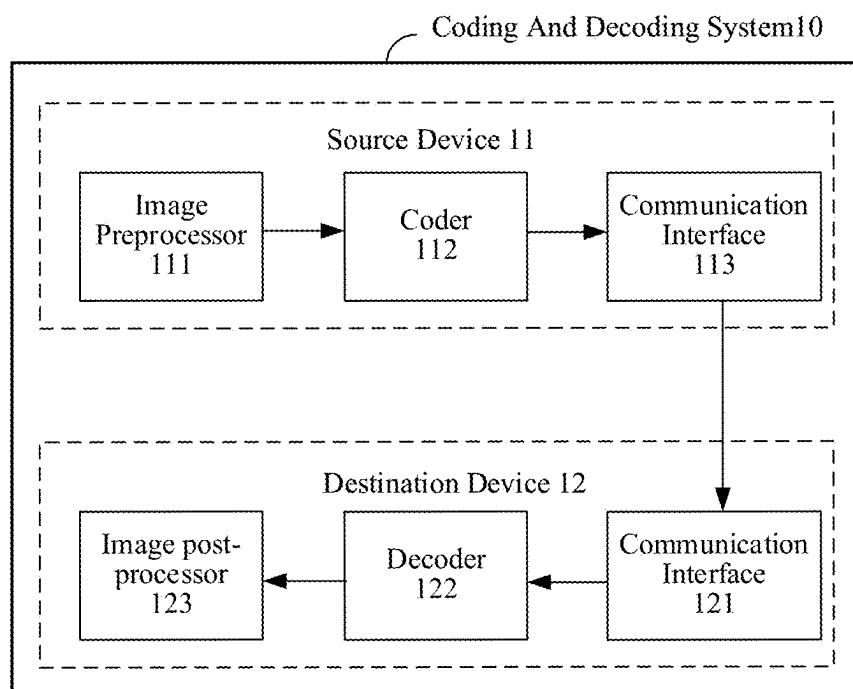 Coding And Decoding System10
Source Device 11
Image
Preprocessor
111
Coder
112
Communication
Interface
113
Destination Device 12
Image post-
processor
123
Decoder
122
Communication
Interface
121